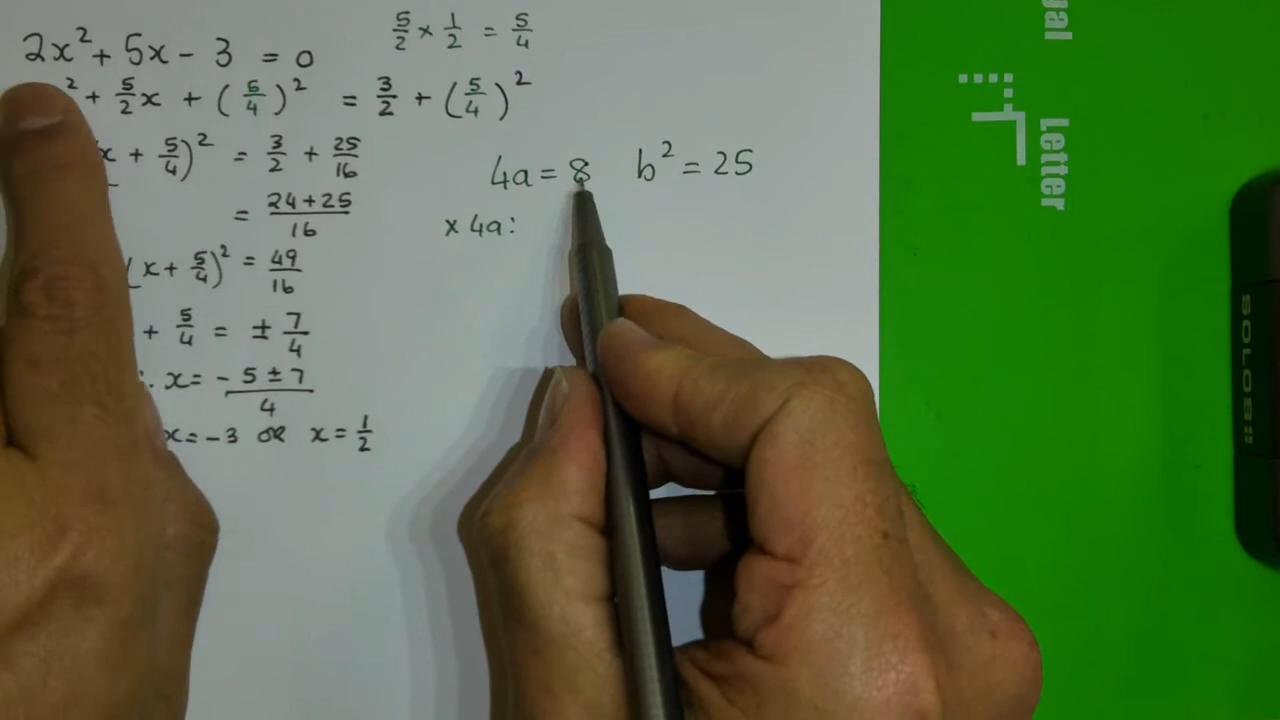 2x² + 5x - 3 = 0
5/2 × 1/2 = 5/4
² + 5/2 x + (5/4)² = 3/2 + (5/4)²
x + 5/4)² = 3/2 + 25/16
= 24+25/16
(x + 5/4)² = 49/16
+ 5/4 = ± 7/4
∴ x = -5 ± 7/4
x = -3 OR x = 1/2
4a = 8 b² = 25
× 4a:
Letter
SOLO